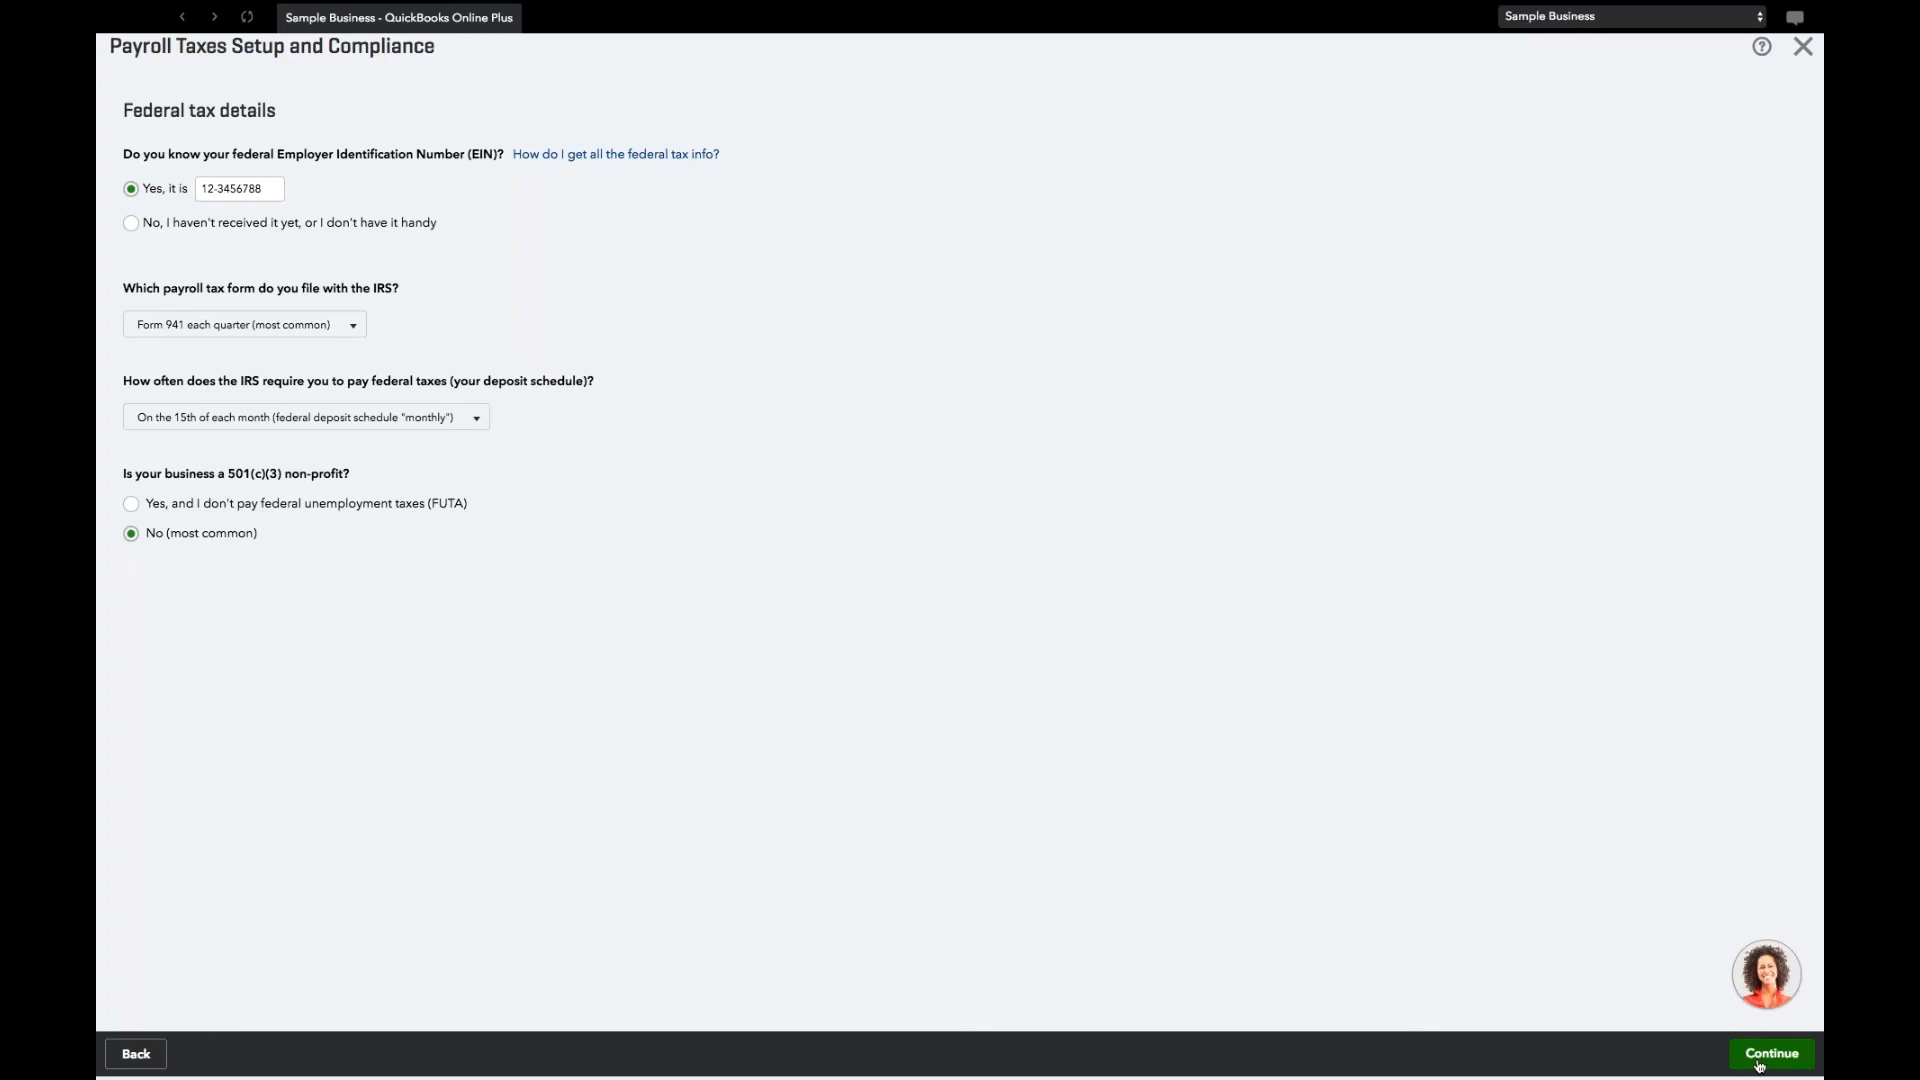 Sample Business - QuickBooks Online Plus
Sample Business
Payroll Taxes Setup and Compliance
Federal tax details
Do you know your federal Employer Identification Number (EIN)? How do I get all the federal tax info?
Yes, it is 12-3456788
No, I haven't received it yet, or I don't have it handy
Which payroll tax form do you file with the IRS?
Form 941 each quarter (most common)
How often does the IRS require you to pay federal taxes (your deposit schedule)?
On the 15th of each month (federal deposit schedule "monthly")
Is your business a 501(c)(3) non-profit?
Yes, and I don't pay federal unemployment taxes (FUTA)
No (most common)
Back
Continue